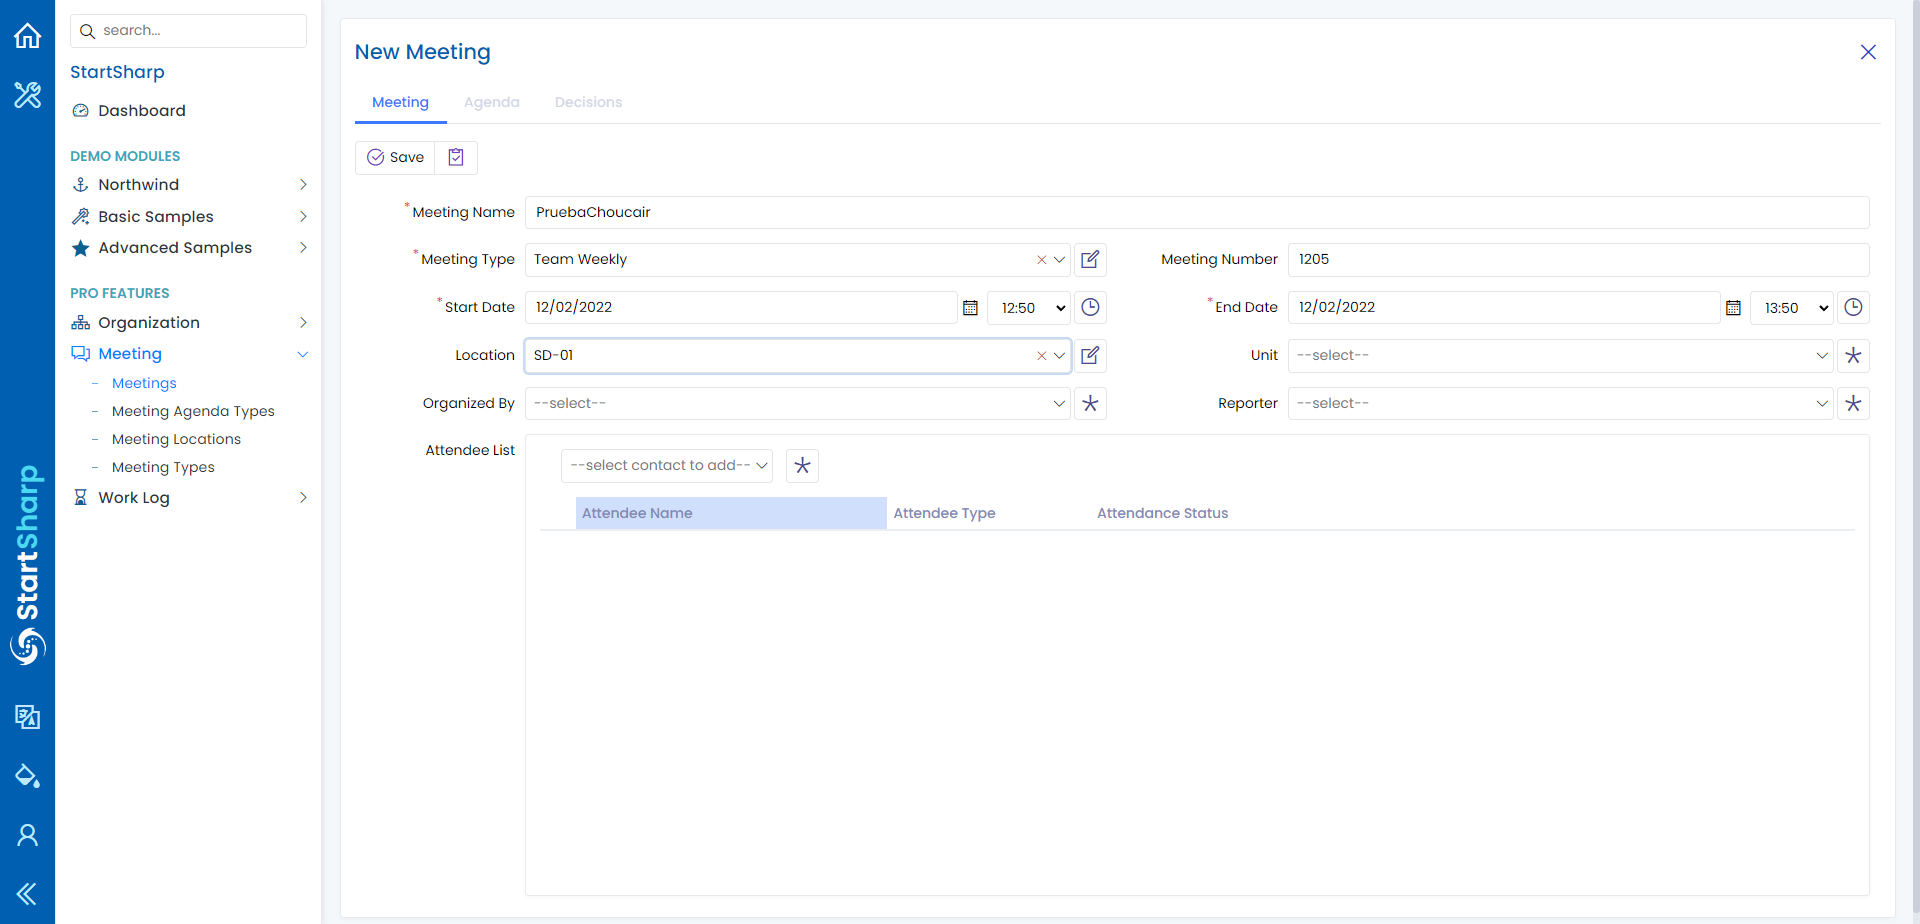 search...
StartSharp
Dashboard
DEMO MODULES
Northwind
Basic Samples
Advanced Samples
PRO FEATURES
Organization
Meeting
- Meetings
- Meeting Agenda Types
- Meeting Locations
- Meeting Types
Work Log
StartSharp
New Meeting
Meeting Agenda Decisions
Save
* Meeting Name PruebaChoucair
* Meeting Type Team Weekly Meeting Number 1205
* Start Date 12/02/2022 12:50 * End Date 12/02/2022 13:50
Location SD-01 Unit --select--
Organized By --select-- Reporter --select--
Attendee List
--select contact to add--
Attendee Name Attendee Type Attendance Status